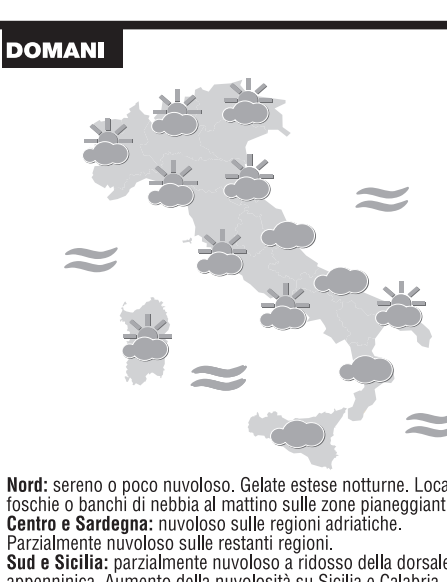 DOMANI
Nord: sereno o poco nuvoloso. Gelate estese notturne.
foschie o banchi di nebbia al mattino sulle zone
Centro e Sardegna: nuvoloso sulle regioni adriatiche.
Parzialmente nuvoloso sulle restanti regioni.
Sud e Sicilia: parzialmente nuvoloso a ridosso della dorsale
appenninica. Aumento della nuvolosità su Sicilia e Calabria